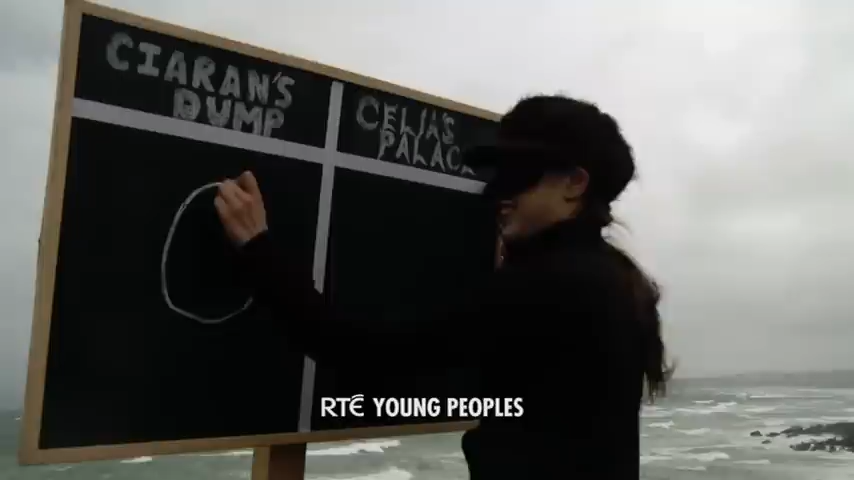 CIARAN'S
DUMP
CELIA'S
PALAC
RTÉ YOUNG PEOPLES